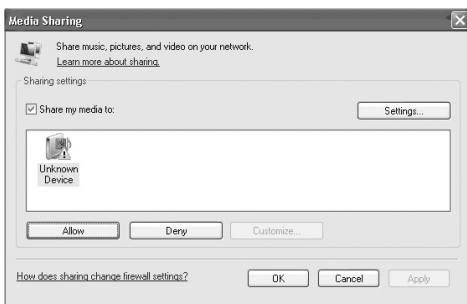 Media Sharing
Share music, pictures, and video on your network.
Learn more about sharing.
Sharing settings
Share my media to:
Settings...
Unknown
Device
Allow
Deny
Customize...
How does sharing change firewall settings?
OK
Cancel
Apply